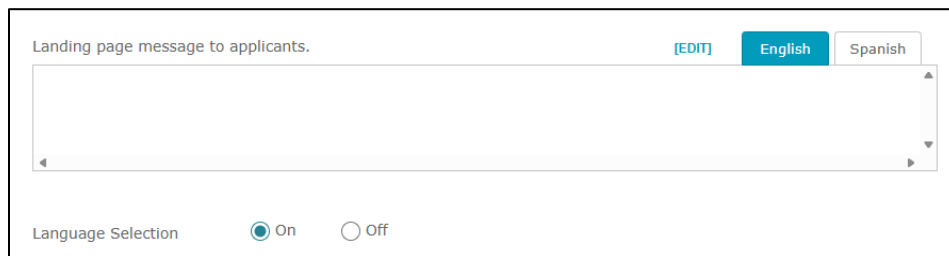 Landing page message to applicants. [EDIT] English Spanish
Language Selection On Off